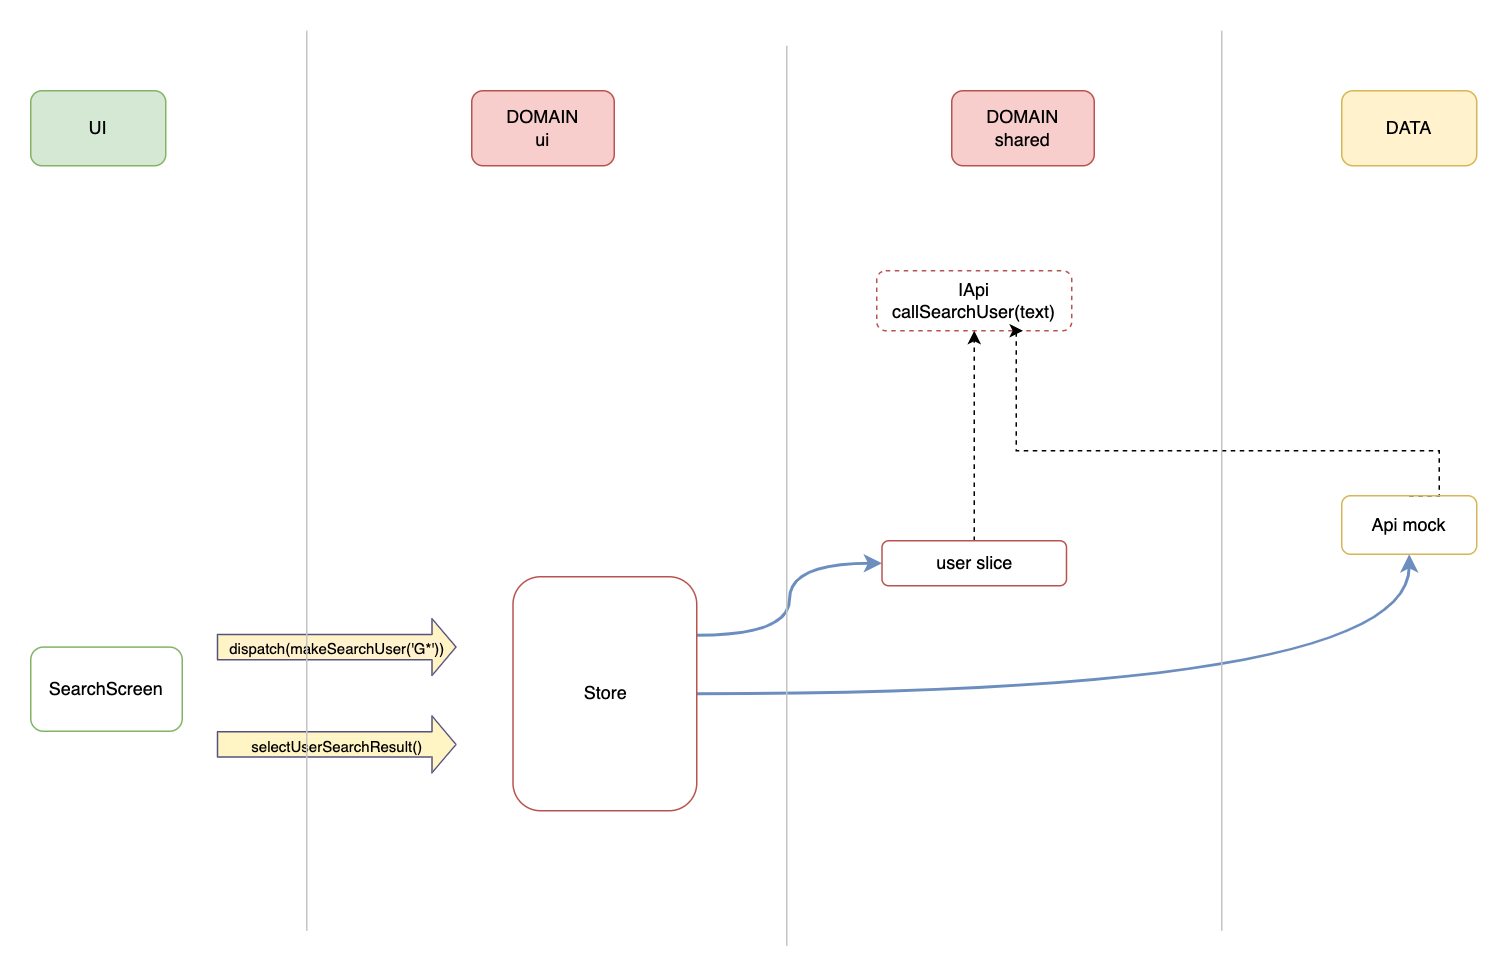 UI
DOMAIN
ui
DOMAIN
shared
DATA
IApi
callSearchUser(text)
Api mock
user slice
dispatch(makeSearchUser('G*'))
SearchScreen
Store
selectUserSearchResult()